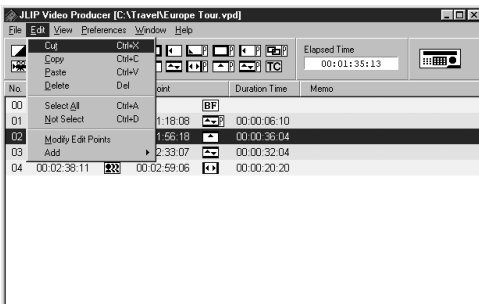 JLIP Video Producer [C:\Travel\Europe Tour.vpd]
File Edit View Preferences Window Help
Cut Ctrl+X
Copy Ctrl+C
Paste Ctrl+V
Delete Del
Select All Ctrl+A
Not Select Ctrl+D
Modify Edit Points
Add
P P P
P P P TC
Elapsed Time
00:01:35:13
No. oint Duration Time Memo
00 BF
01 1:18:08 P 00:00:06:10
02 1:56:18 00:00:36:04
03 2:33:07 00:00:32:04
04 00:02:38:11 00:02:59:06 00:00:20:20